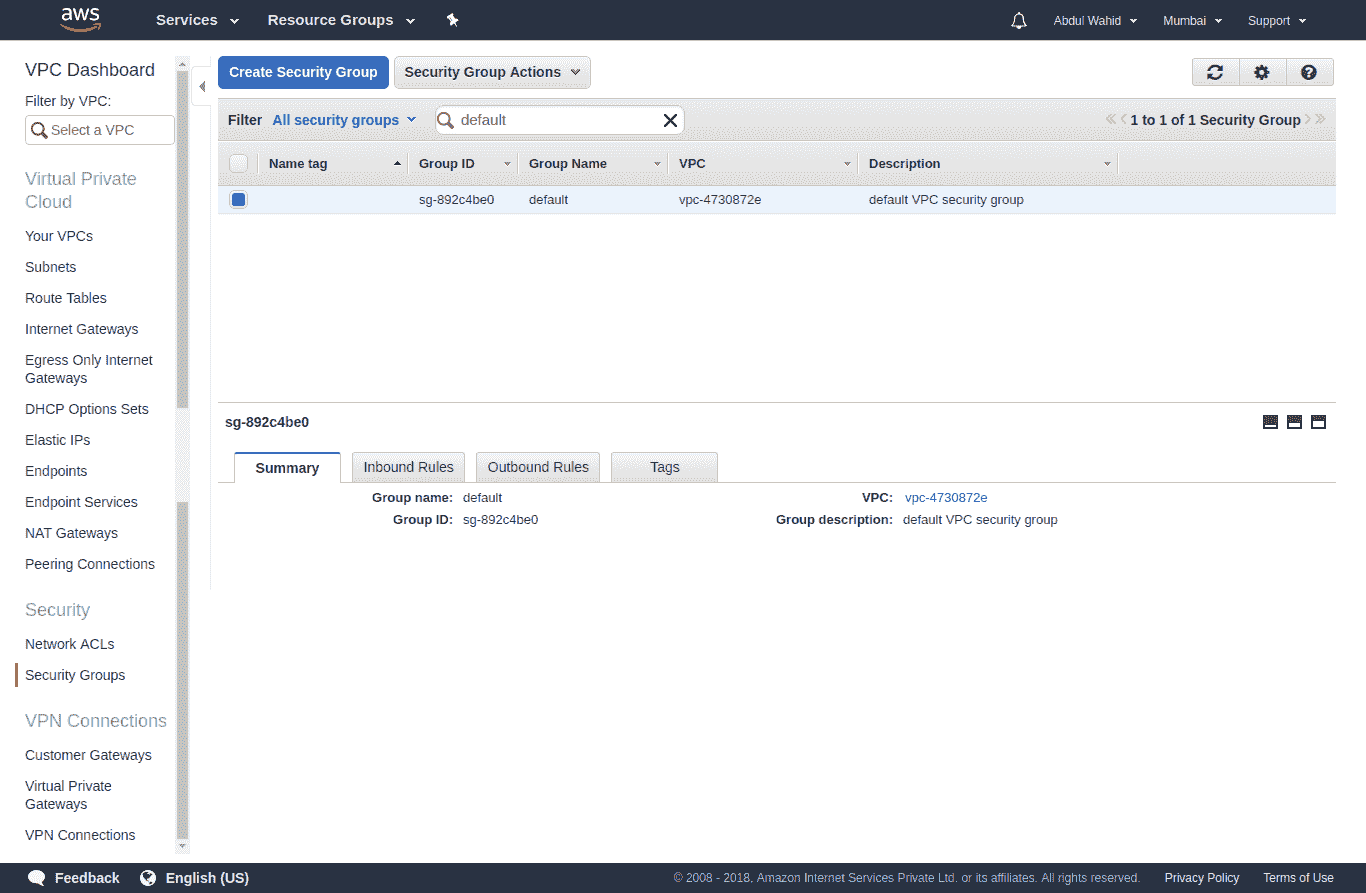 aws Services Resource Groups Abdul Wahid Mumbai Support
VPC Dashboard
Filter by VPC:
Select a VPC
Virtual Private
Cloud
Your VPCs
Subnets
Route Tables
Internet Gateways
Egress Only Internet
Gateways
DHCP Options Sets
Elastic IPs
Endpoints
Endpoint Services
NAT Gateways
Peering Connections
Security
Network ACLs
Security Groups
VPN Connections
Customer Gateways
Virtual Private
Gateways
VPN Connections
Create Security Group Security Group Actions
Filter All security groups default 1 to 1 of 1 Security Group
Name tag Group ID Group Name VPC Description
sg-892c4be0 default vpc-4730872e default VPC security group
sg-892c4be0
Summary Inbound Rules Outbound Rules Tags
Group name: default VPC: vpc-4730872e
Group ID: sg-892c4be0 Group description: default VPC security group
Feedback English (US) © 2008 - 2018, Amazon Internet Services Private Ltd. or its affiliates. All rights reserved. Privacy Policy Terms of Use